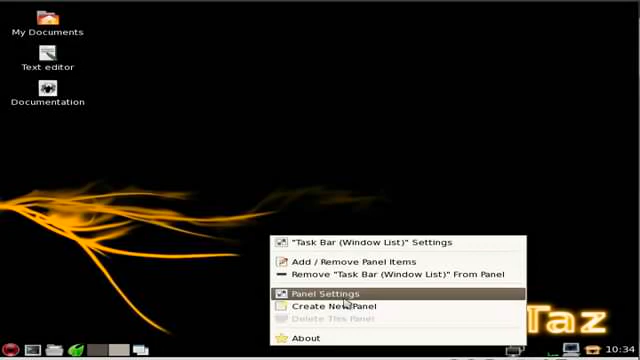 My Documents
Text editor
Documentation
"Task Bar (Window List)" Settings
Add / Remove Panel Items
Remove "Task Bar (Window List)" From Panel
Panel Settings
Create New Panel
Delete This Panel
About
Taz
10:34